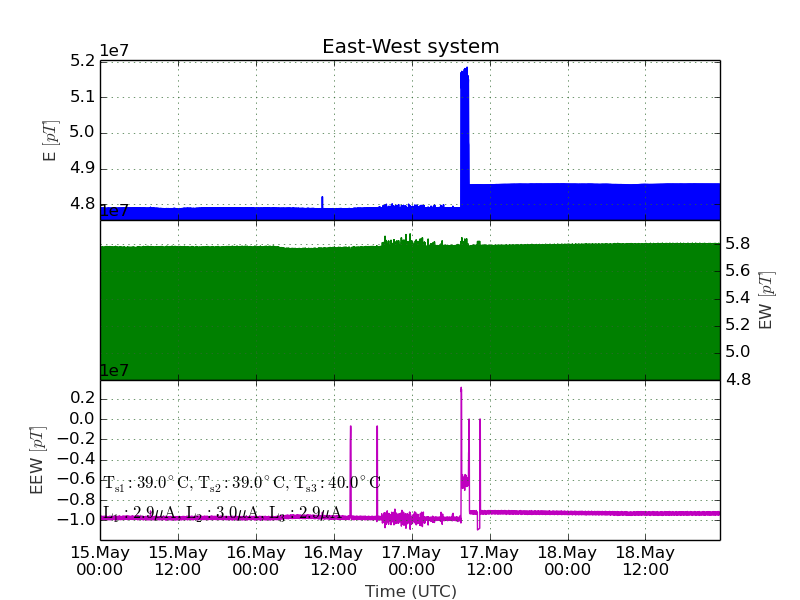 East-West system
1e7
5.2
5.1
5.0
4.9
4.8
E [pT]
1e7
5.8
5.6
5.4
5.2
5.0
4.8
EW [pT]
1e7
0.2
0.0
−0.2
−0.4
−0.6
−0.8
−1.0
EEW [pT]
T_s1 : 39.0°C, T_s2 : 39.0°C, T_s3 : 40.0°C
L_1 : 2.9μA, L_2 : 3.0μA, L_3 : 2.9μA
15.May 15.May 16.May 16.May 17.May 17.May 18.May 18.May
00:00 12:00 00:00 12:00 00:00 12:00 00:00 12:00
Time (UTC)